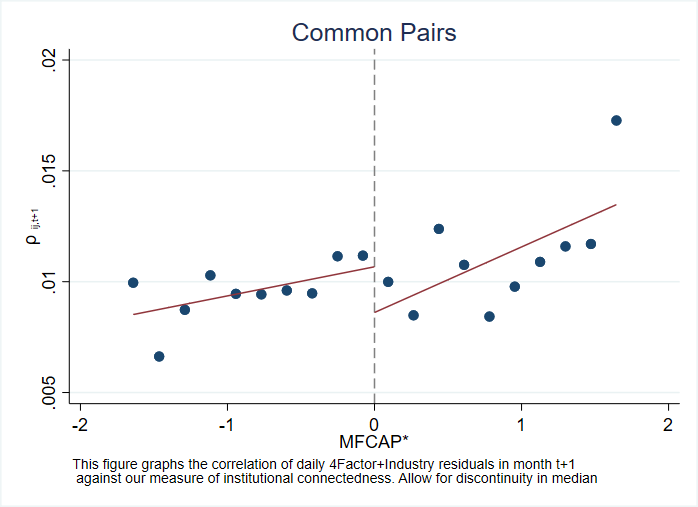 Common Pairs
.02
.015
.01
.005
ρ ij,t+1
-2 -1 0 1 2
MFCAP*
This figure graphs the correlation of daily 4Factor+Industry residuals in month t+1
against our measure of institutional connectedness. Allow for discontinuity in median